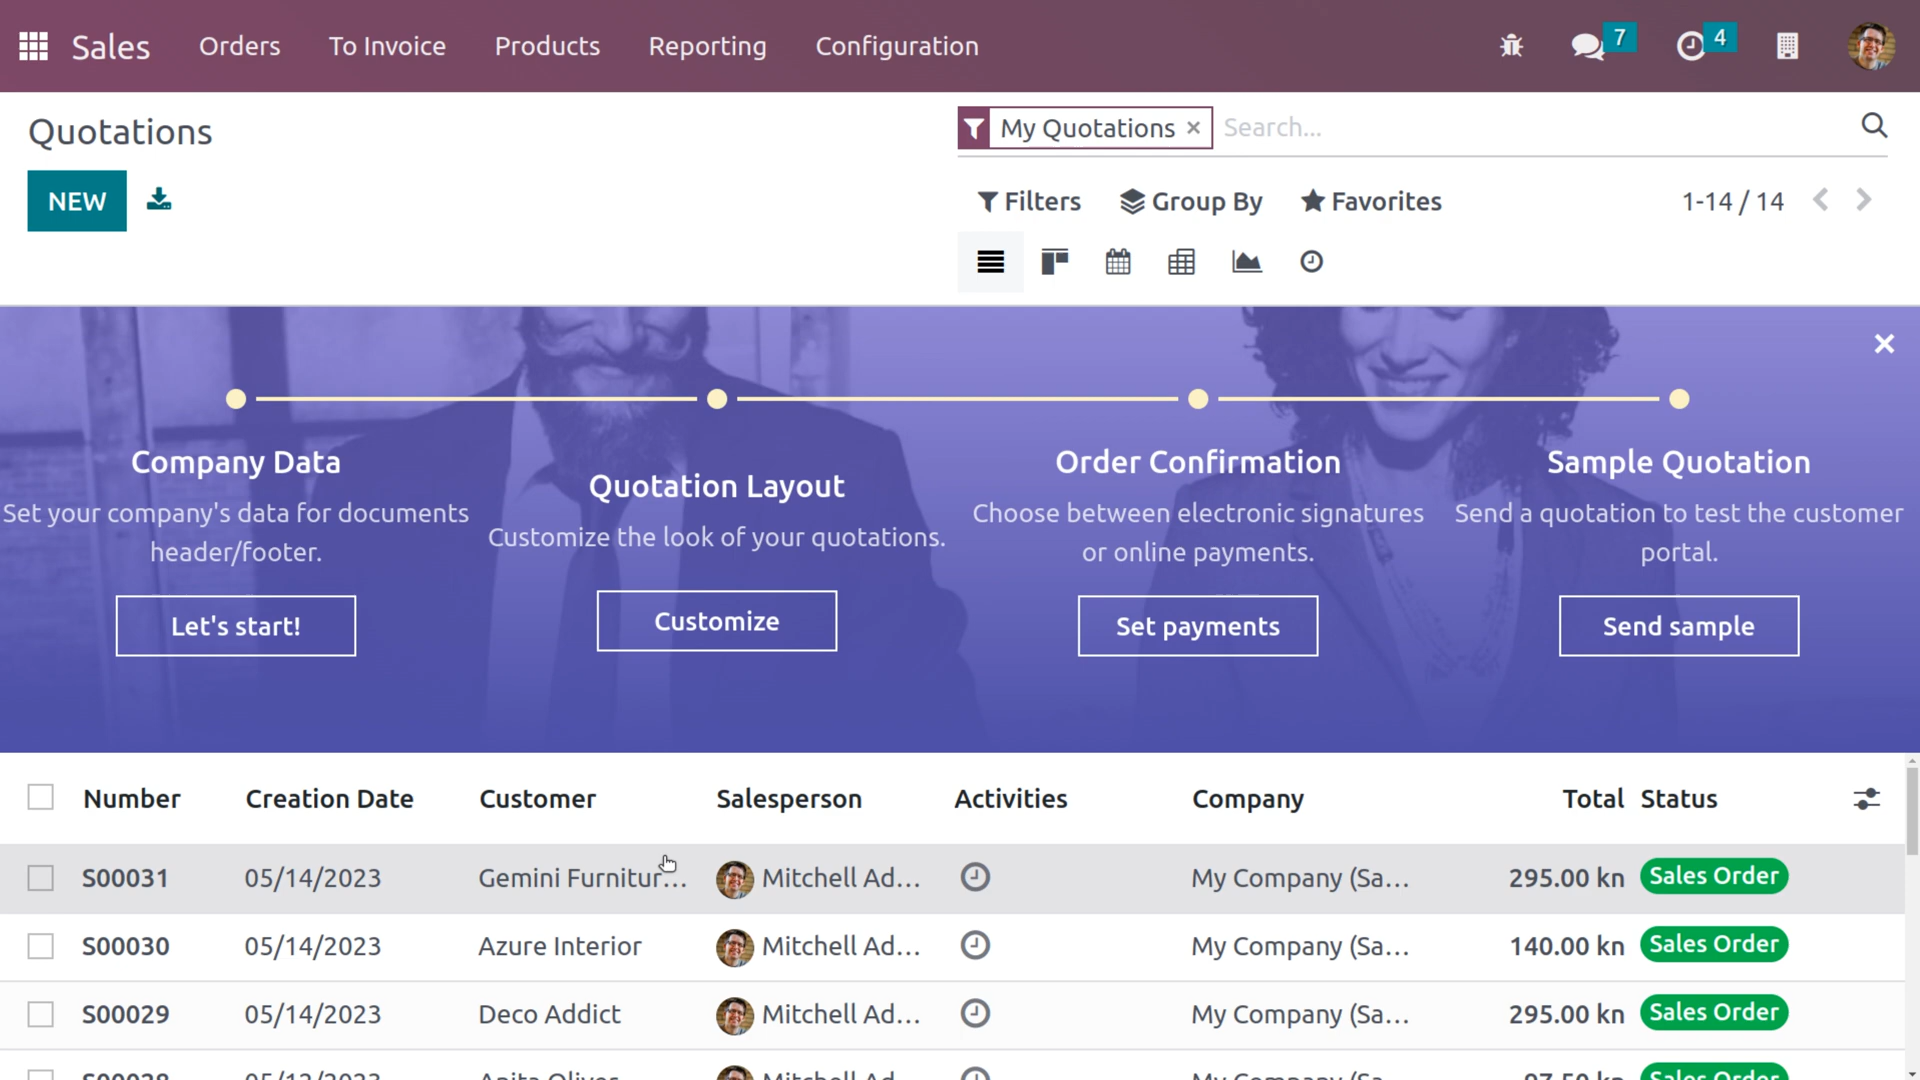 Sales Orders To Invoice Products Reporting Configuration 7 4
Quotations
My Quotations × Search...
NEW
Filters Group By Favorites 1-14 / 14
Company Data
Set your company's data for documents
header/footer.
Let's start!
Quotation Layout
Customize the look of your quotations.
Customize
Order Confirmation
Choose between electronic signatures
or online payments.
Set payments
Sample Quotation
Send a quotation to test the customer
portal.
Send sample
Number Creation Date Customer Salesperson Activities Company Total Status
S00031 05/14/2023 Gemini Furnitur... Mitchell Ad... My Company (Sa... 295.00 kn Sales Order
S00030 05/14/2023 Azure Interior Mitchell Ad... My Company (Sa... 140.00 kn Sales Order
S00029 05/14/2023 Deco Addict Mitchell Ad... My Company (Sa... 295.00 kn Sales Order
S00028 05/13/2023 Anita Oliver Mitchell Ad... My Company (Sa... 97.50 kn Sales Order